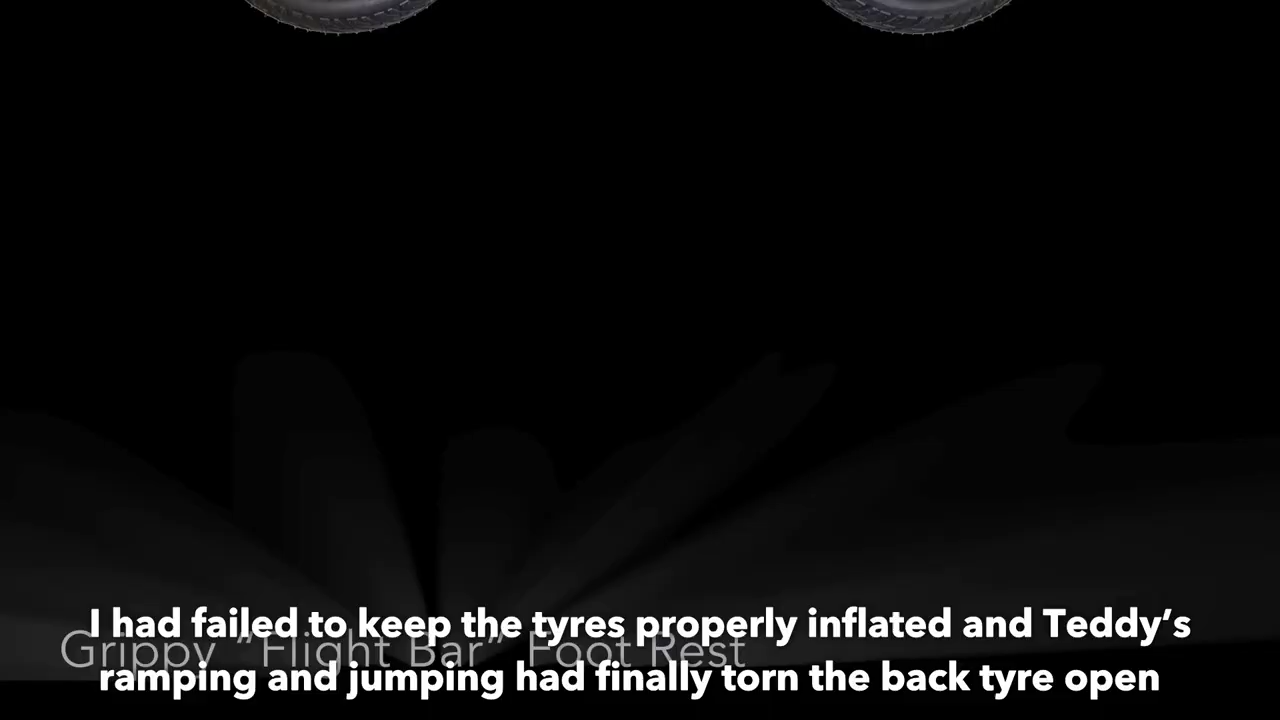 I had failed to keep the tyres properly inflated and Teddy’s
Grippy "Flight Bar" Foot Rest
ramping and jumping had finally torn the back tyre open